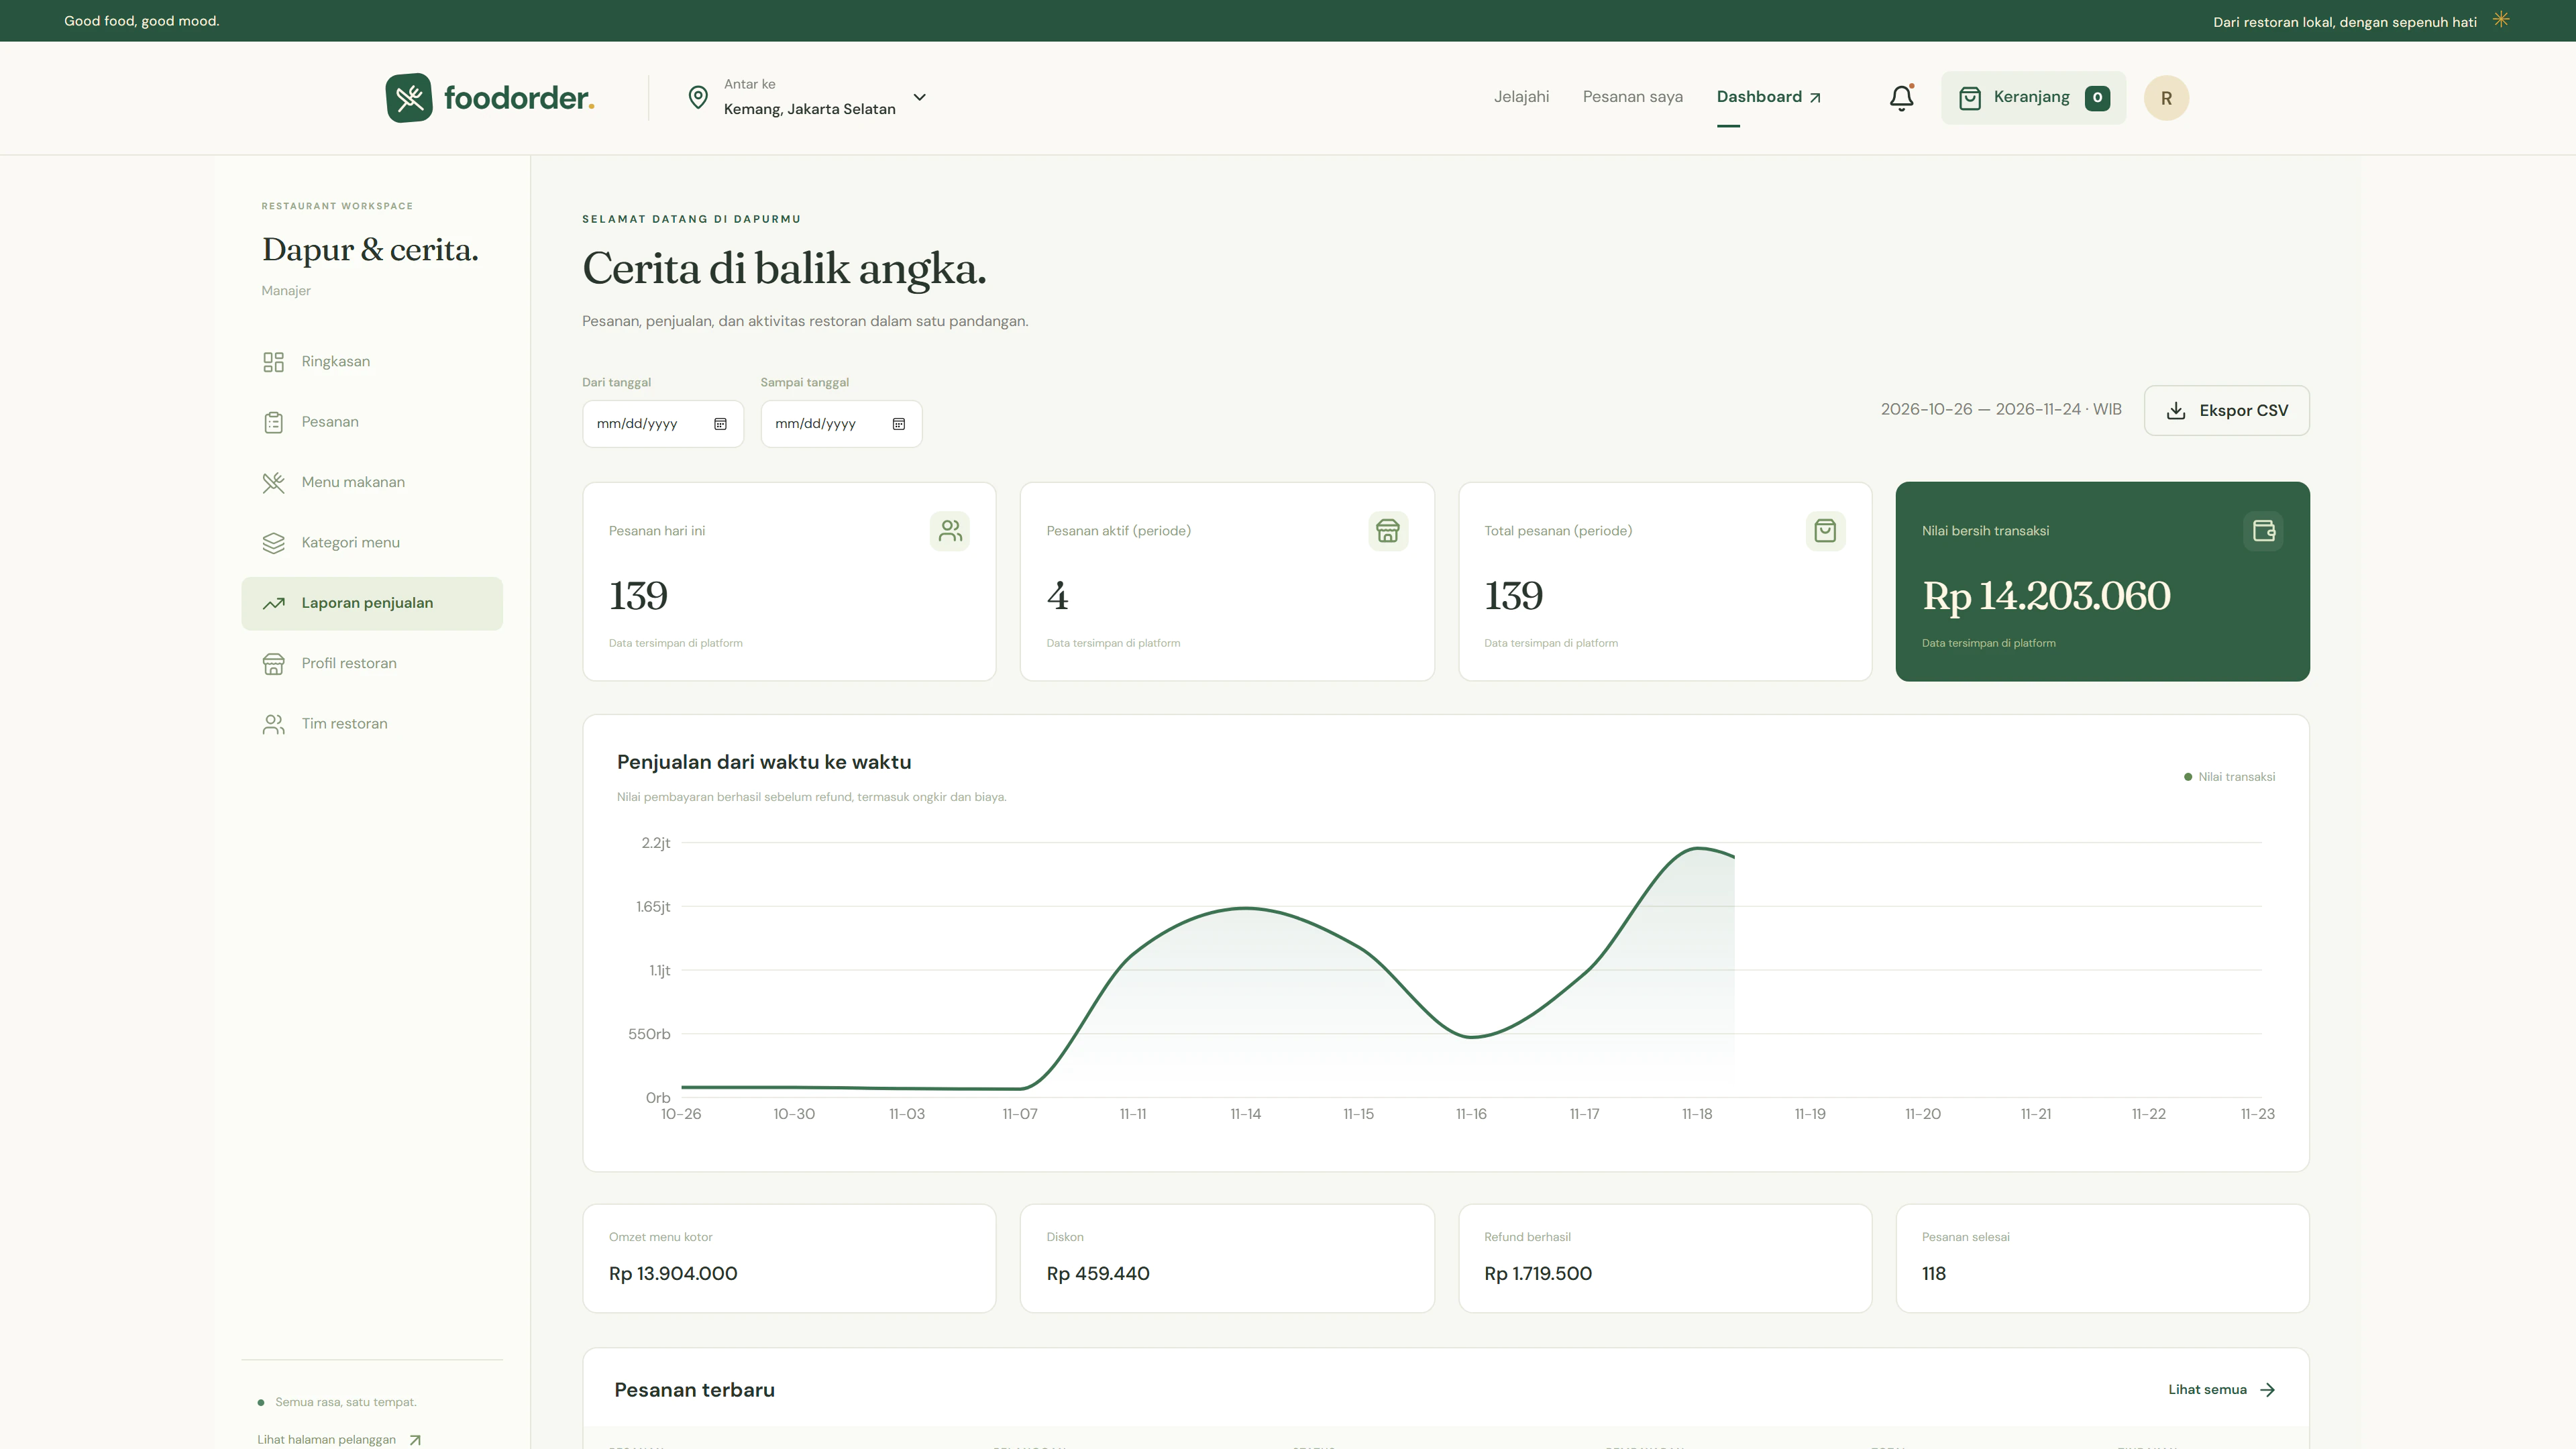 Good food, good mood.
Dari restoran lokal, dengan sepenuh hati
foodorder.
Antar ke
Kemang, Jakarta Selatan
Jelajahi
Pesanan saya
Dashboard
Keranjang
0
R
RESTAURANT WORKSPACE
Dapur & cerita.
Manajer
Ringkasan
Pesanan
Menu makanan
Kategori menu
Laporan penjualan
Profil restoran
Tim restoran
Semua rasa, satu tempat.
Lihat halaman pelanggan
SELAMAT DATANG DI DAPURMU
Cerita di balik angka.
Pesanan, penjualan, dan aktivitas restoran dalam satu pandangan.
Dari tanggal
mm/dd/yyyy
Sampai tanggal
mm/dd/yyyy
2026-10-26 — 2026-11-24 · WIB
Ekspor CSV
Pesanan hari ini
139
Data tersimpan di platform
Pesanan aktif (periode)
4
Data tersimpan di platform
Total pesanan (periode)
139
Data tersimpan di platform
Nilai bersih transaksi
Rp 14.203.060
Data tersimpan di platform
Penjualan dari waktu ke waktu
Nilai pembayaran berhasil sebelum refund, termasuk ongkir dan biaya.
Nilai transaksi
2.2jt
1.65jt
1.1jt
550rb
0rb
10-26
10-30
11-03
11-07
11-11
11-14
11-15
11-16
11-17
11-18
11-19
11-20
11-21
11-22
11-23
Omzet menu kotor
Rp 13.904.000
Diskon
Rp 459.440
Refund berhasil
Rp 1.719.500
Pesanan selesai
118
Pesanan terbaru
Lihat semua